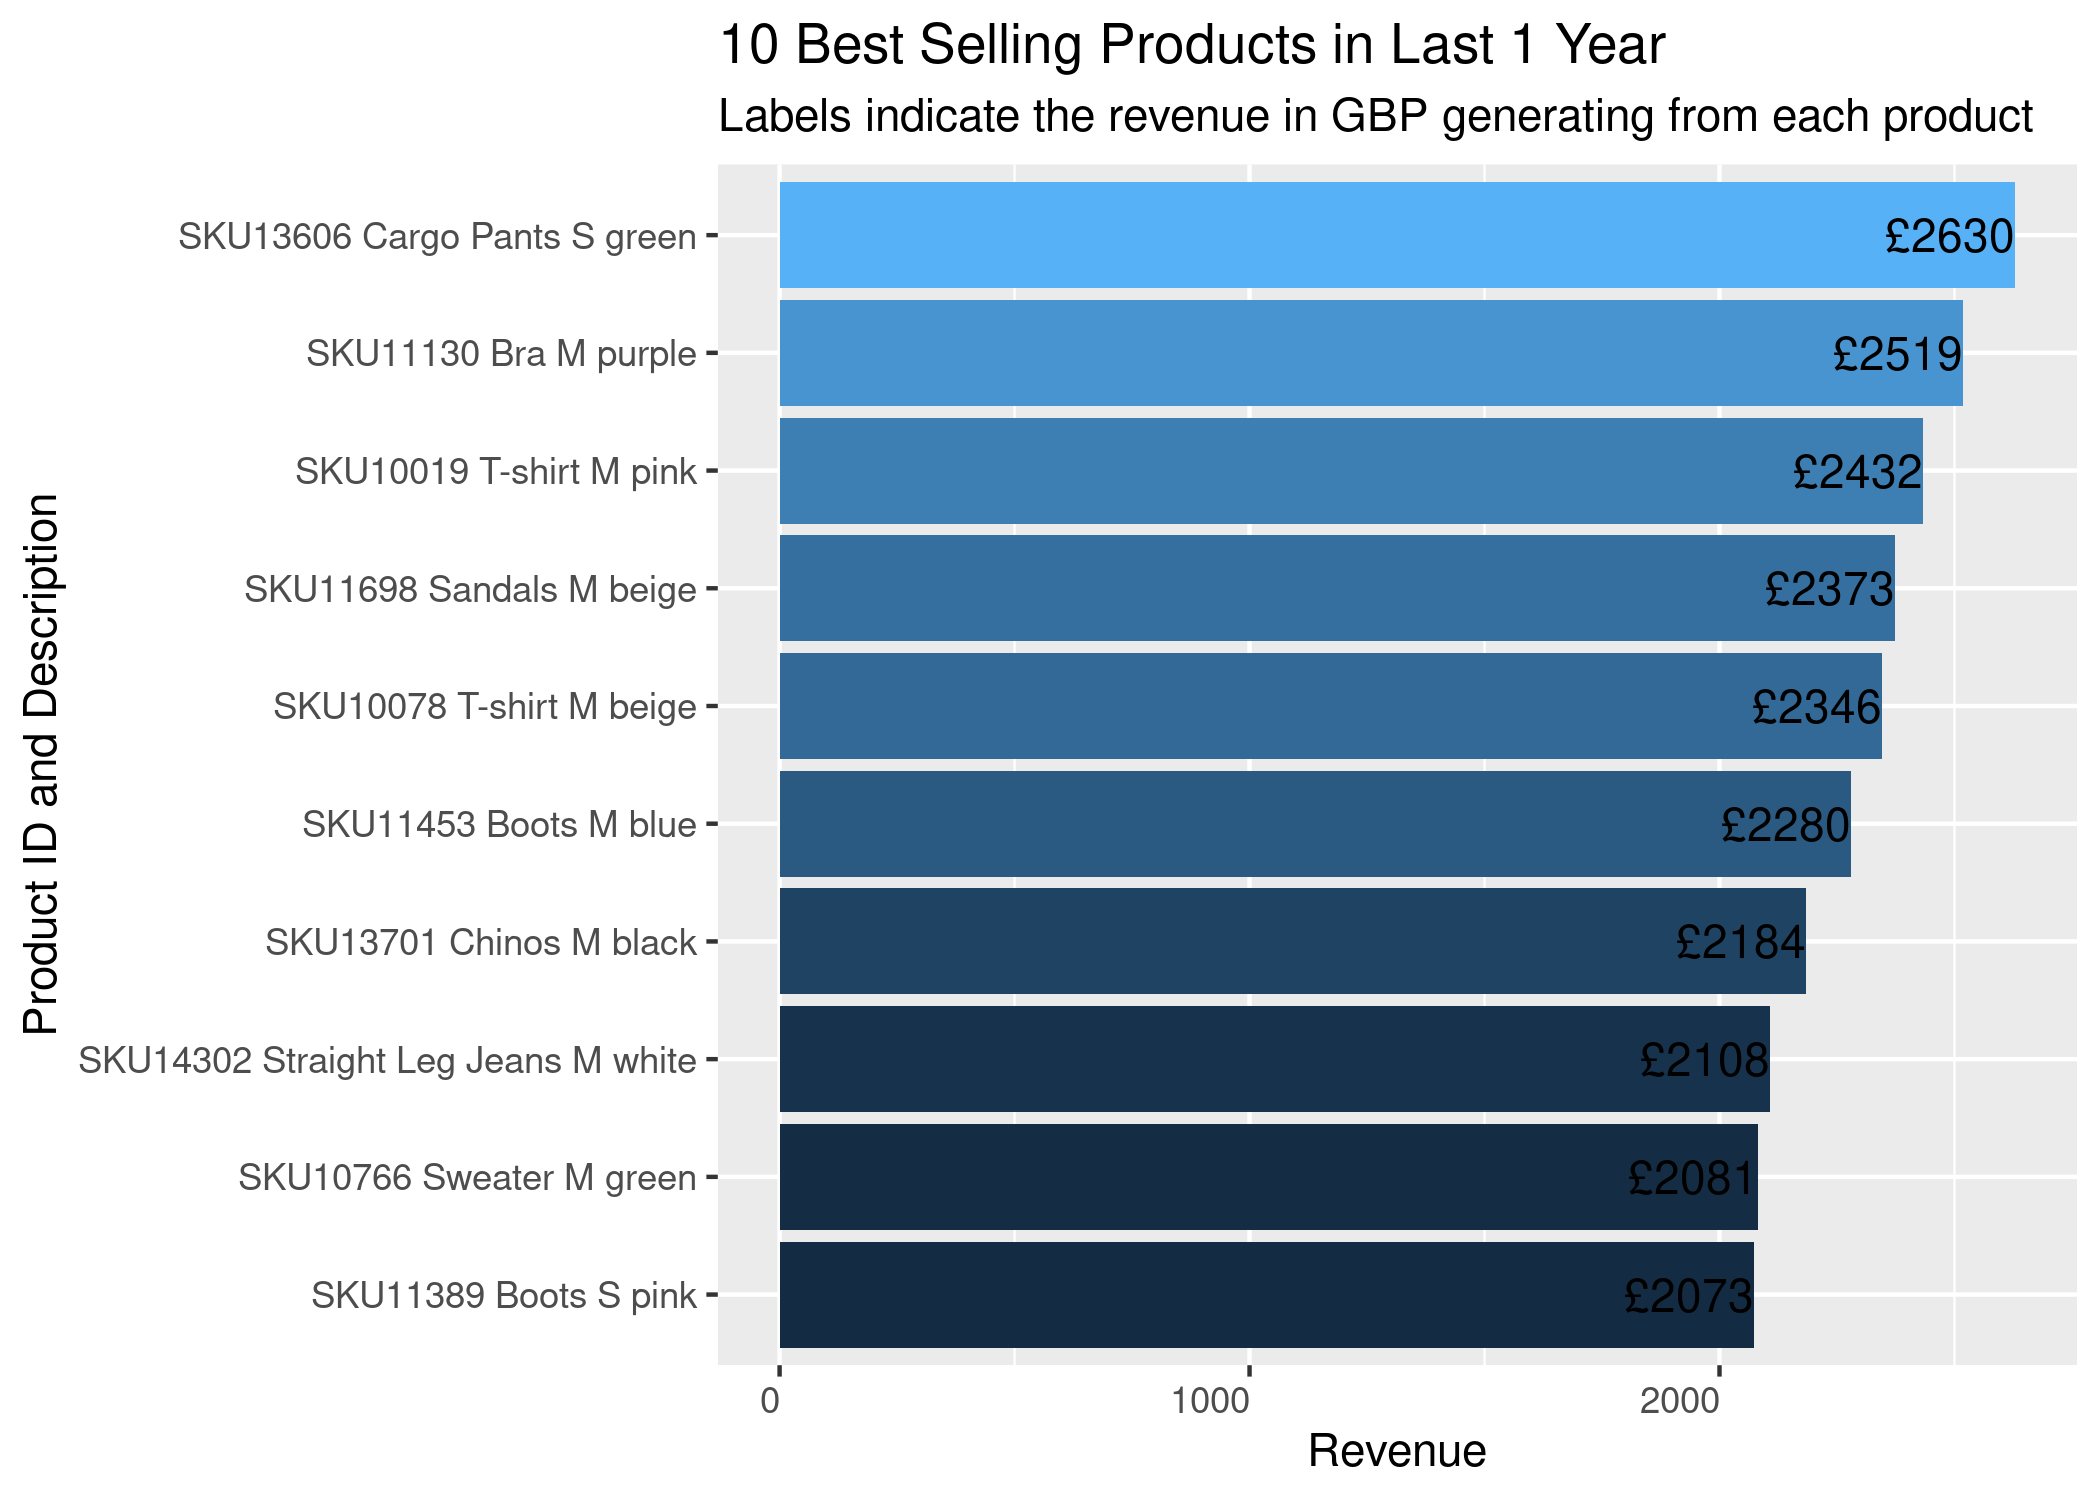 10 Best Selling Products in Last 1 Year
Labels indicate the revenue in GBP generating from each product
Product ID and Description
SKU13606 Cargo Pants S green £2630
SKU11130 Bra M purple £2519
SKU10019 T-shirt M pink £2432
SKU11698 Sandals M beige £2373
SKU10078 T-shirt M beige £2346
SKU11453 Boots M blue £2280
SKU13701 Chinos M black £2184
SKU14302 Straight Leg Jeans M white £2108
SKU10766 Sweater M green £2081
SKU11389 Boots S pink £2073
0 1000 2000
Revenue